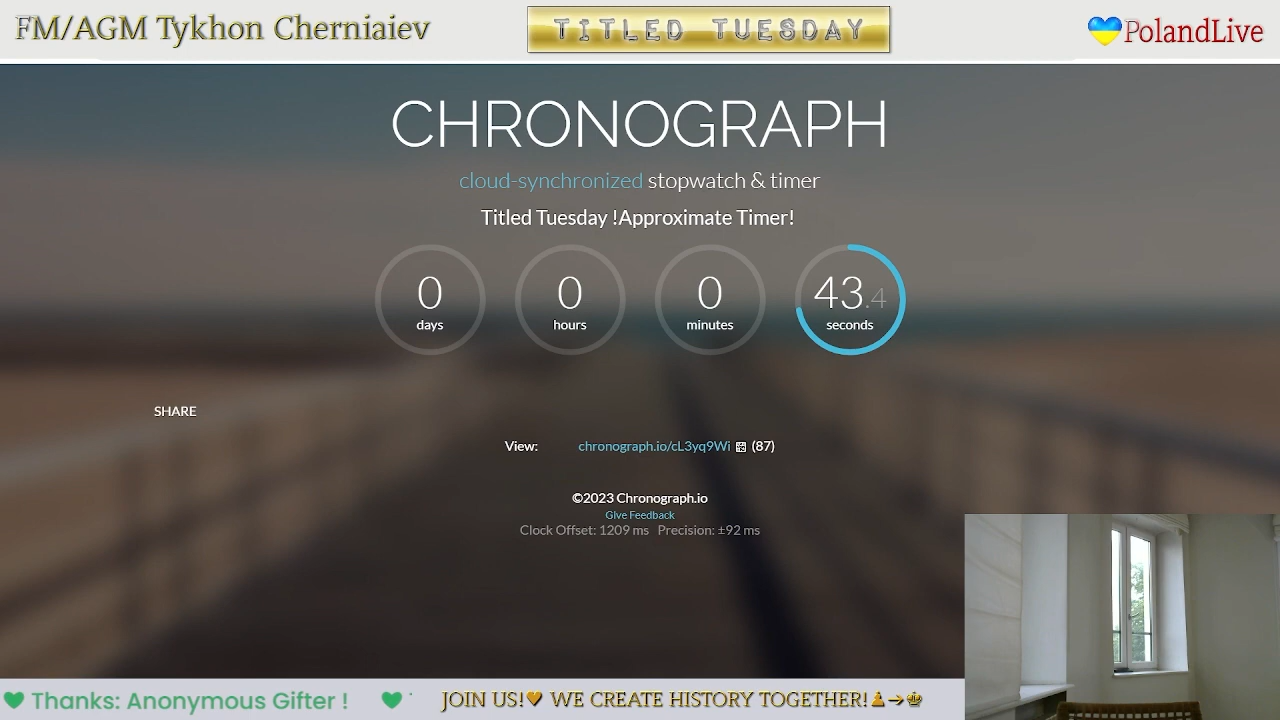 FM/AGM Tykhon Cherniaiev
TITLED TUESDAY
PolandLive
CHRONOGRAPH
cloud-synchronized stopwatch & timer
Titled Tuesday !Approximate Timer!
0 0 0 43.4
days hours minutes seconds
SHARE
View: chronograph.io/cL3yq9Wi (87)
©2023 Chronograph.io
Give Feedback
Clock Offset: 1209 ms Precision: ±92 ms
Thanks: Anonymous Gifter !
JOIN US!🧡 WE CREATE HISTORY TOGETHER!♟→♚